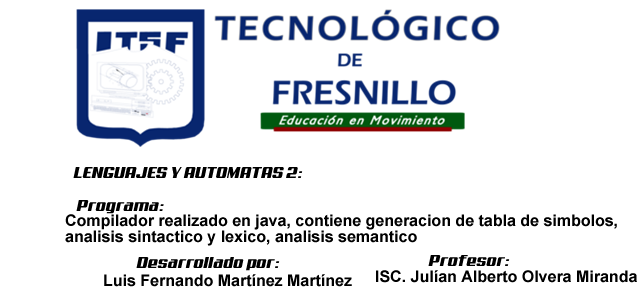 ITSF
TECNOLÓGICO
DE
FRESNILLO
Educación en Movimiento
LENGUAJES Y AUTOMATAS 2:
Programa:
Compilador realizado en java, contiene generacion de tabla de simbolos,
analisis sintactico y lexico, analisis semantico
Desarrollado por:
Luis Fernando Martínez Martínez
Profesor:
ISC. Julían Alberto Olvera Miranda